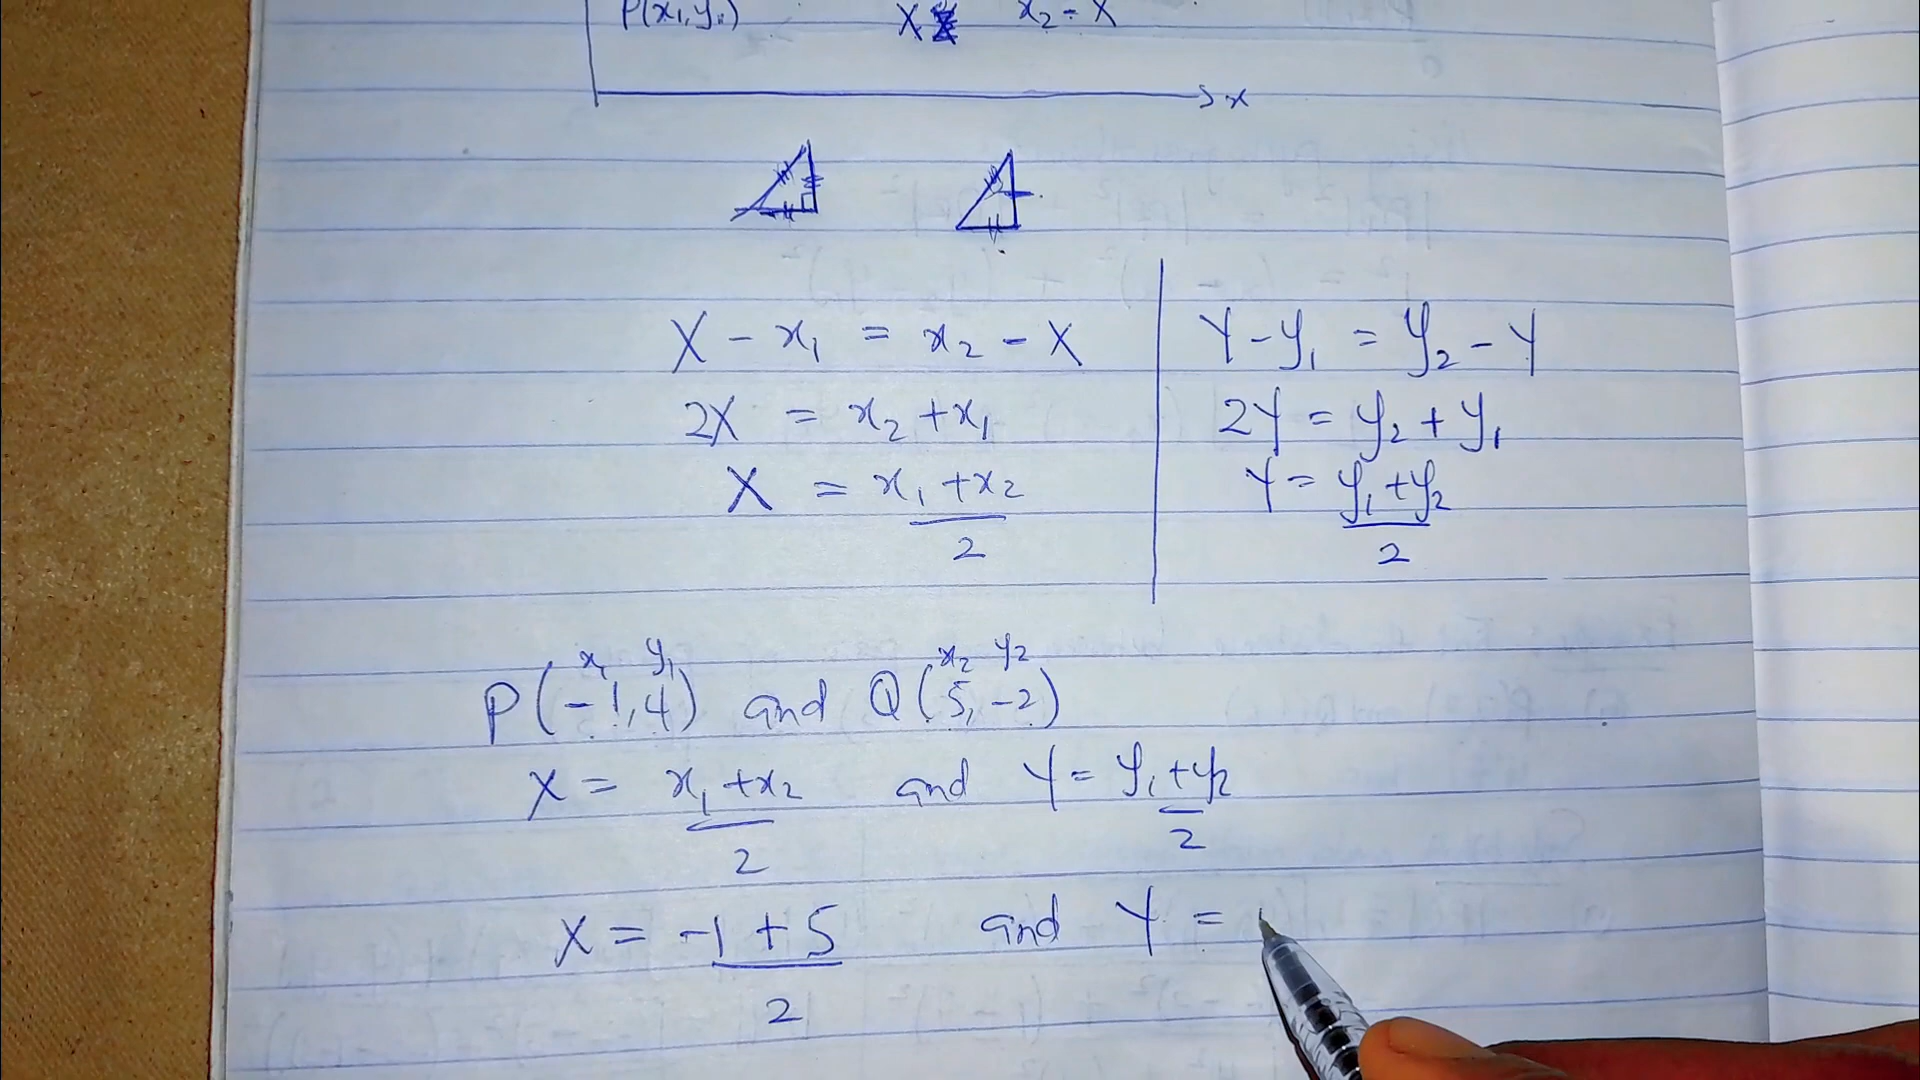 P(x₁, y₁) X x₂ - X
x
X - x₁ = x₂ - X
2X = x₂ + x₁
X = x₁ + x₂
2
Y - y₁ = y₂ - Y
2Y = y₂ + y₁
Y = y₁ + y₂
2
x₁ y₁ x₂ y₂
P(-1, 4) and Q(5, -2)
X = x₁ + x₂ and Y = y₁ + y₂
2 2
X = -1 + 5 and Y =
2